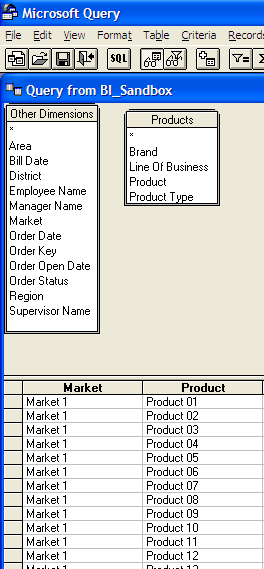 Microsoft Query
File Edit View Format Table Criteria Records
SQL
Query from BI_Sandbox
Other Dimensions
*
Area
Bill Date
District
Employee Name
Manager Name
Market
Order Date
Order Key
Order Open Date
Order Status
Region
Supervisor Name
Products
*
Brand
Line Of Business
Product
Product Type
Market Product
Market 1 Product 01
Market 1 Product 02
Market 1 Product 03
Market 1 Product 04
Market 1 Product 05
Market 1 Product 06
Market 1 Product 07
Market 1 Product 08
Market 1 Product 09
Market 1 Product 10
Market 1 Product 11
Market 1 Product 12